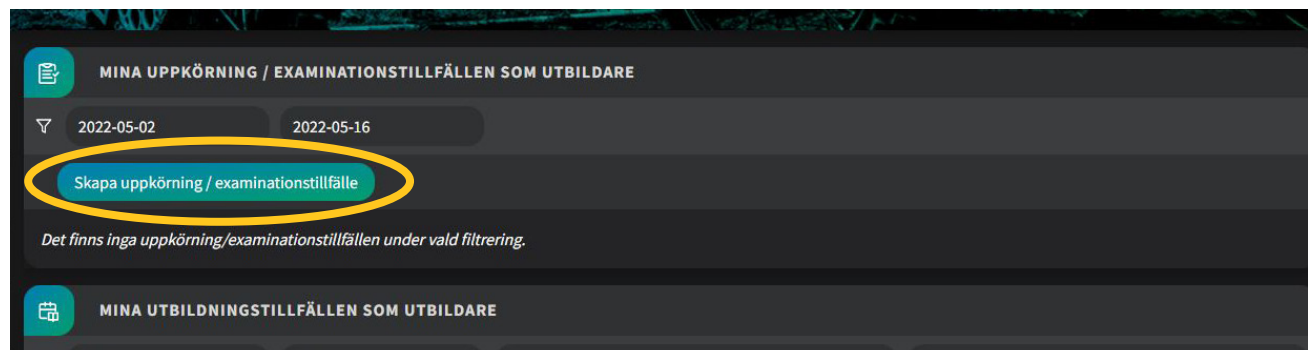 MINA UPPKÖRNING / EXAMINATIONSTILLFÄLLEN SOM UTBILDARE
2022-05-02 2022-05-16
Skapa uppkörning / examinationstillfälle
Det finns inga uppkörning/examinationstillfällen under vald filtrering.
MINA UTBILDNINGSTILLFÄLLEN SOM UTBILDARE